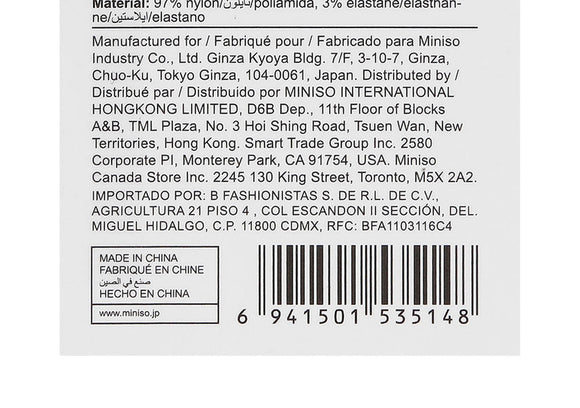 Material: 97% nylon/نايلون/poliamida, 3% elastane/élasthan-
ne/إيلاستين/elastano
Manufactured for / Fabriqué pour / Fabricado para Miniso
Industry Co., Ltd. Ginza Kyoya Bldg. 7/F, 3-10-7, Ginza,
Chuo-Ku, Tokyo Ginza, 104-0061, Japan. Distributed by /
Distribué par / Distribuido por MINISO INTERNATIONAL
HONGKONG LIMITED, D6B Dep., 11th Floor of Blocks
A&B, TML Plaza, No. 3 Hoi Shing Road, Tsuen Wan, New
Territories, Hong Kong. Smart Trade Group Inc. 2580
Corporate PI, Monterey Park, CA 91754, USA. Miniso
Canada Store Inc. 2245 130 King Street, Toronto, M5X 2A2.
IMPORTADO POR: B FASHIONISTAS S. DE R.L. DE C.V.,
AGRICULTURA 21 PISO 4 , COL ESCANDON II SECCIÓN, DEL.
MIGUEL HIDALGO, C.P. 11800 CDMX, RFC: BFA1103116C4
MADE IN CHINA
FABRIQUÉ EN CHINE
صنع في الصين
HECHO EN CHINA
www.miniso.jp
6 941501 535148